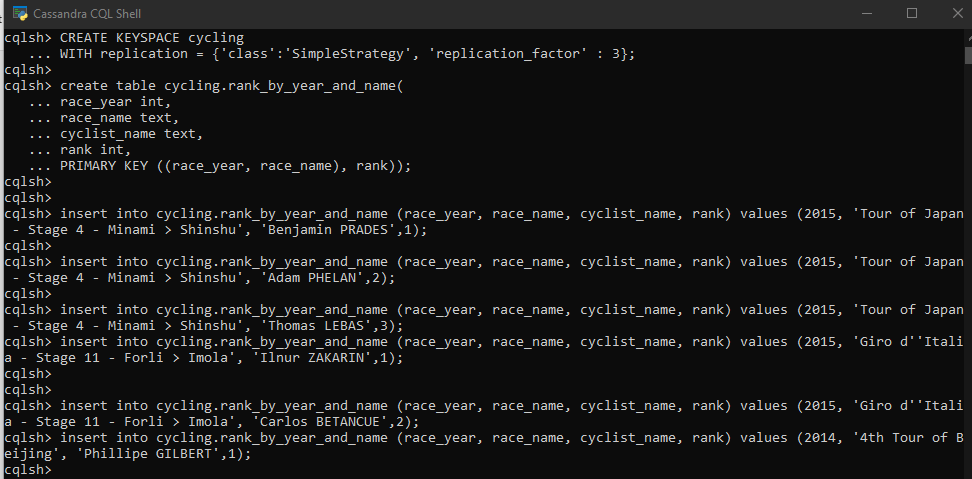 Cassandra CQL Shell
cqlsh> CREATE KEYSPACE cycling
   ... WITH replication = {'class':'SimpleStrategy', 'replication_factor' : 3};
cqlsh>
cqlsh> create table cycling.rank_by_year_and_name(
   ... race_year int,
   ... race_name text,
   ... cyclist_name text,
   ... rank int,
   ... PRIMARY KEY ((race_year, race_name), rank));
cqlsh>
cqlsh>
cqlsh> insert into cycling.rank_by_year_and_name (race_year, race_name, cyclist_name, rank) values (2015, 'Tour of Japan
 - Stage 4 - Minami > Shinshu', 'Benjamin PRADES',1);
cqlsh>
cqlsh> insert into cycling.rank_by_year_and_name (race_year, race_name, cyclist_name, rank) values (2015, 'Tour of Japan
 - Stage 4 - Minami > Shinshu', 'Adam PHELAN',2);
cqlsh>
cqlsh> insert into cycling.rank_by_year_and_name (race_year, race_name, cyclist_name, rank) values (2015, 'Tour of Japan
 - Stage 4 - Minami > Shinshu', 'Thomas LEBAS',3);
cqlsh> insert into cycling.rank_by_year_and_name (race_year, race_name, cyclist_name, rank) values (2015, 'Giro d''Itali
a - Stage 11 - Forli > Imola', 'Ilnur ZAKARIN',1);
cqlsh>
cqlsh>
cqlsh> insert into cycling.rank_by_year_and_name (race_year, race_name, cyclist_name, rank) values (2015, 'Giro d''Itali
a - Stage 11 - Forli > Imola', 'Carlos BETANCUE',2);
cqlsh> insert into cycling.rank_by_year_and_name (race_year, race_name, cyclist_name, rank) values (2014, '4th Tour of B
eijing', 'Phillipe GILBERT',1);
cqlsh>